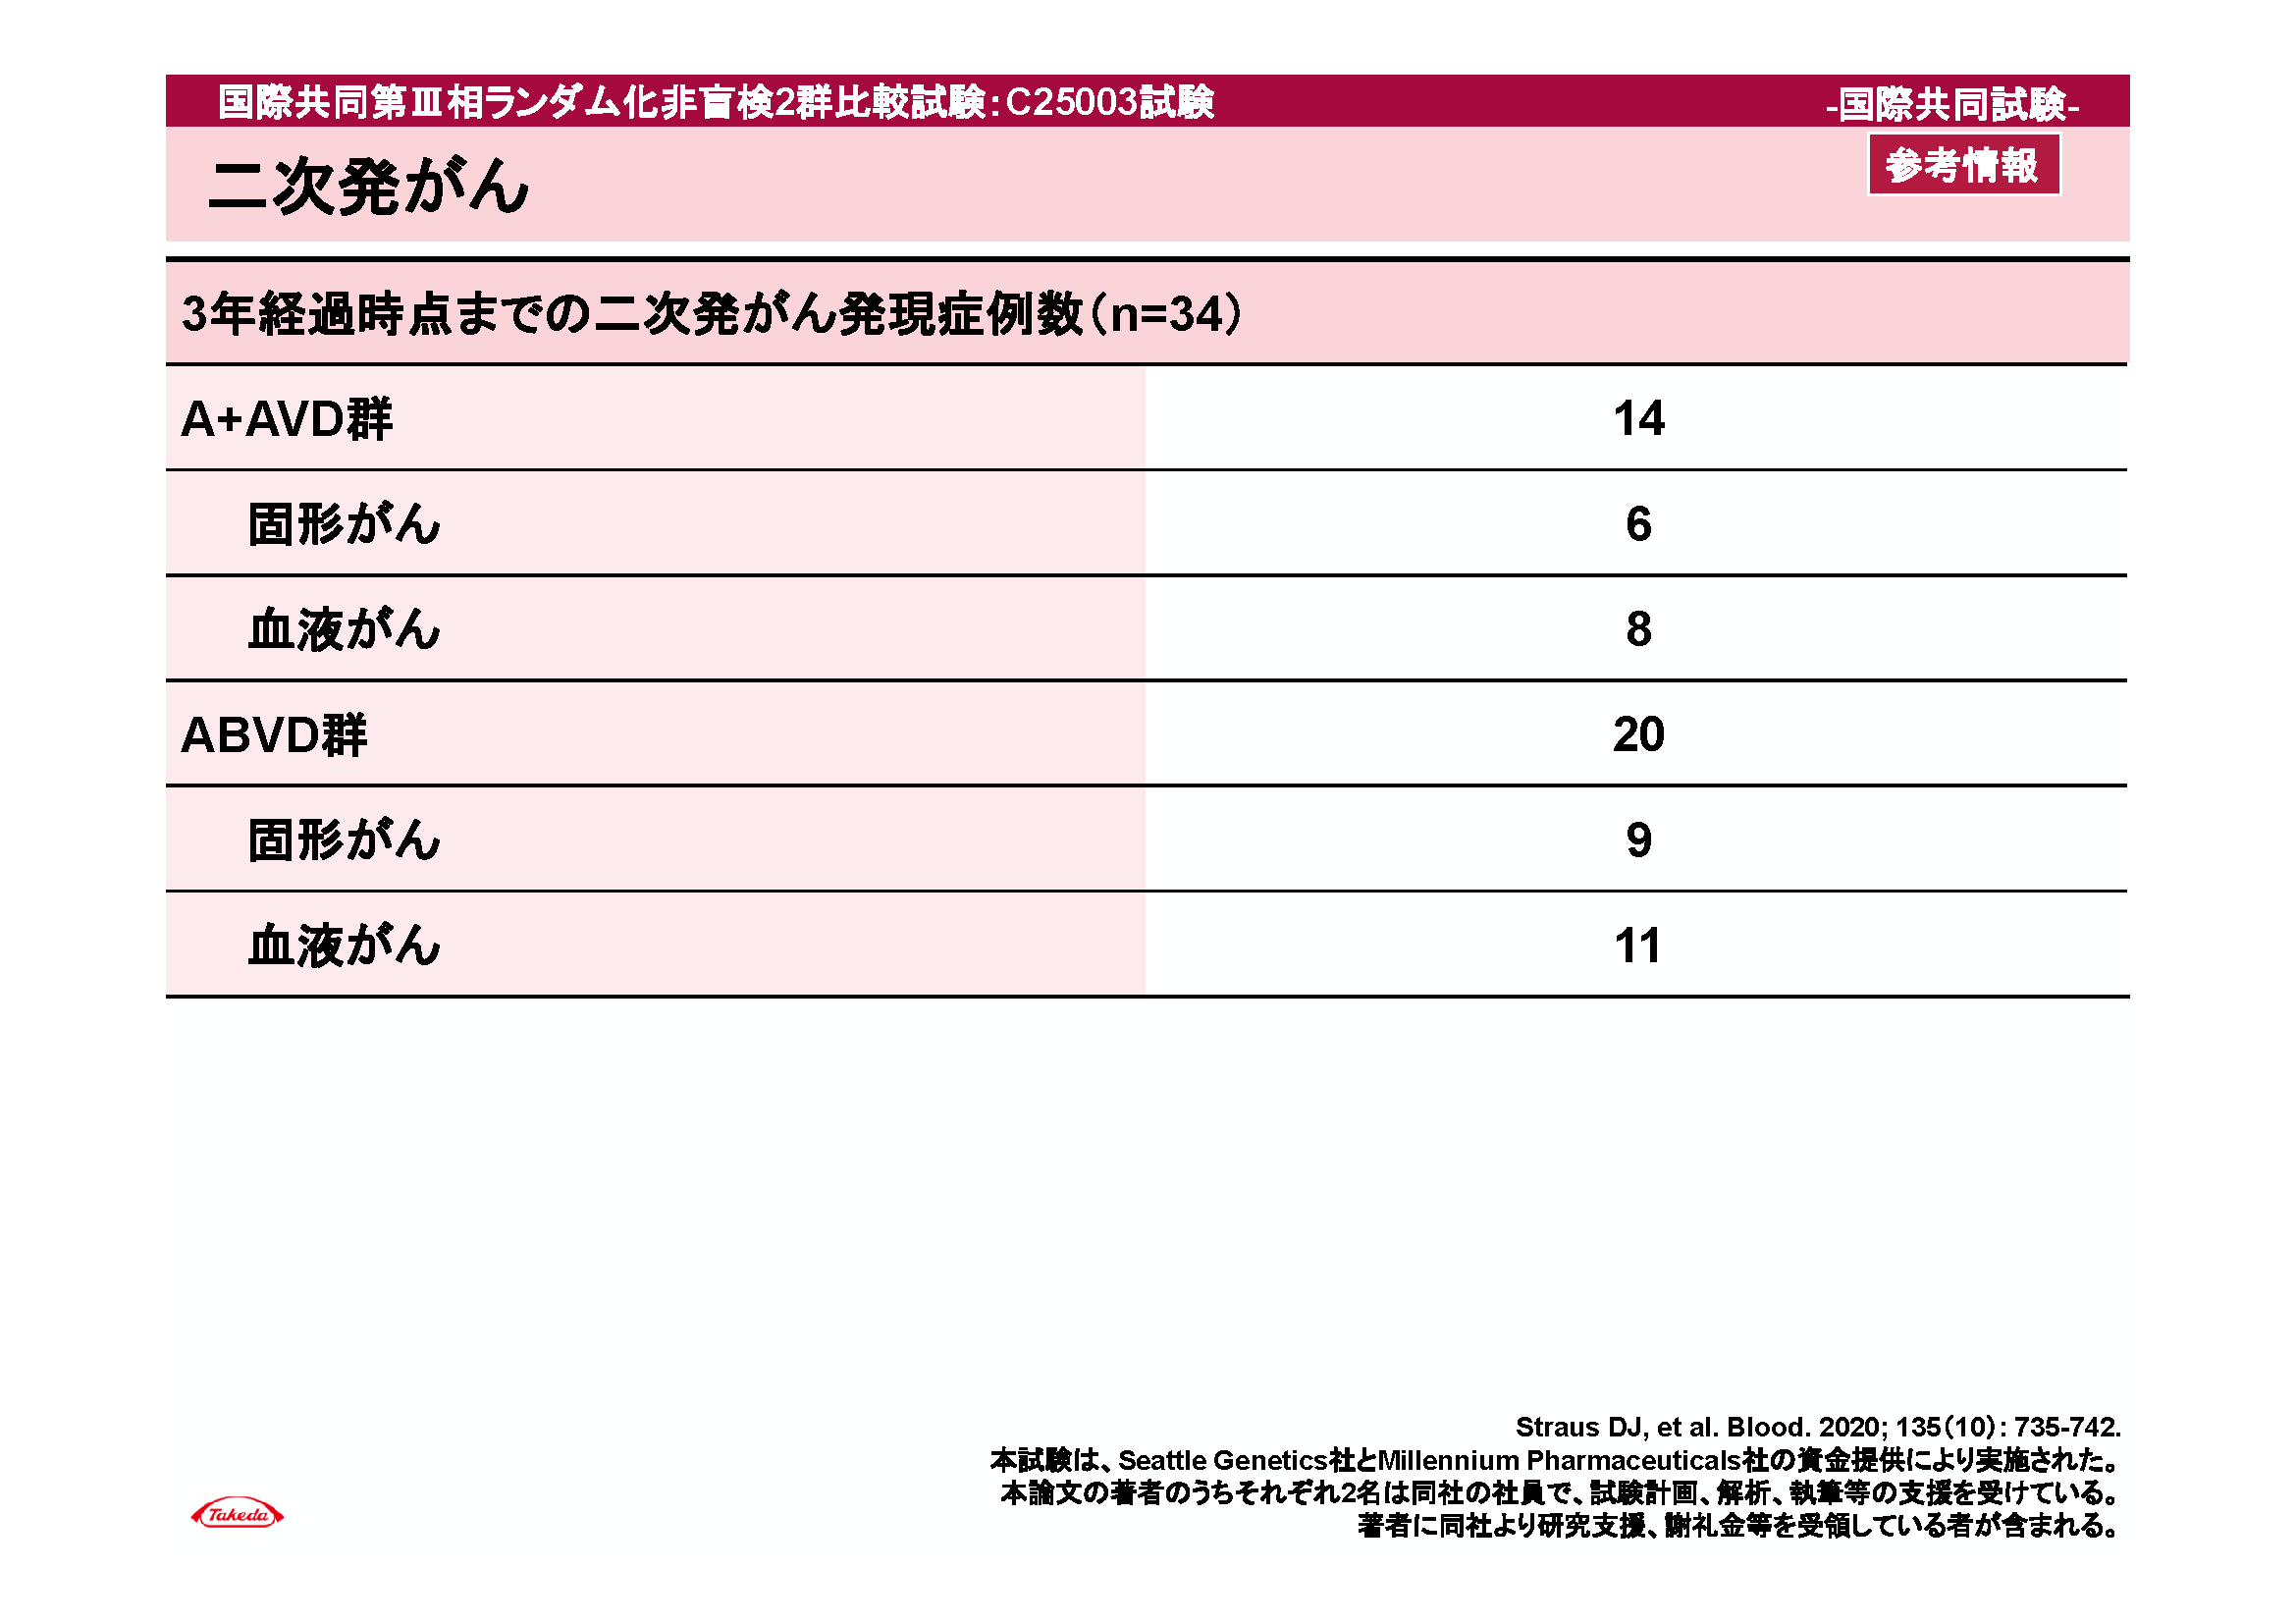 国際共同第Ⅲ相ランダム化非盲検2群比較試験：C25003試験
-国際共同試験-
二次発がん
参考情報
3年経過時点までの二次発がん発現症例数（n=34）
A+AVD群 14
固形がん 6
血液がん 8
ABVD群 20
固形がん 9
血液がん 11
Straus DJ, et al. Blood. 2020; 135（10）: 735-742.
本試験は、Seattle Genetics社とMillennium Pharmaceuticals社の資金提供により実施された。
本論文の著者のうちそれぞれ2名は同社の社員で、試験計画、解析、執筆等の支援を受けている。
著者に同社より研究支援、謝礼金等を受領している者が含まれる。
Takeda